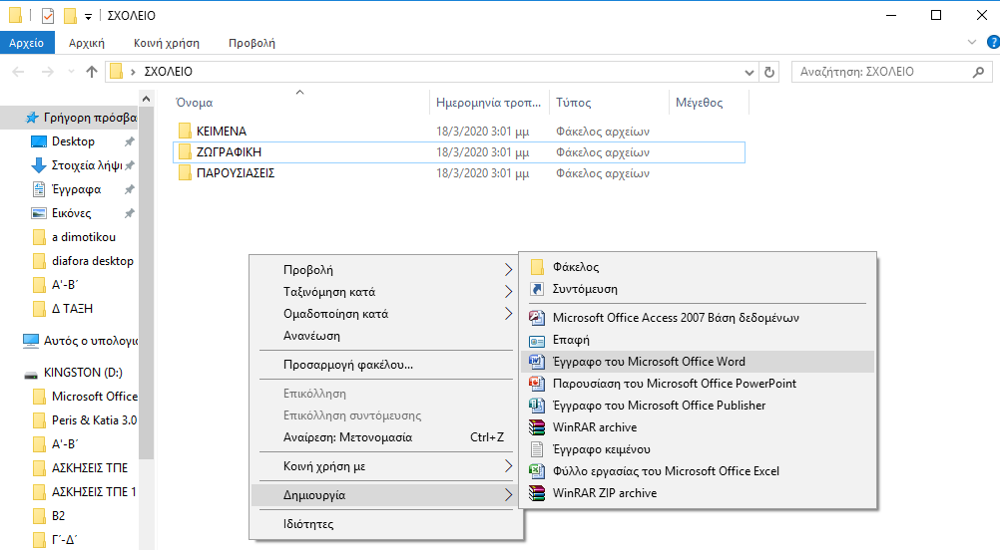 ΣΧΟΛΕΙΟ
Αρχείο Αρχική Κοινή χρήση Προβολή
ΣΧΟΛΕΙΟ Αναζήτηση: ΣΧΟΛΕΙΟ
Όνομα Ημερομηνία τροπ... Τύπος Μέγεθος
ΚΕΙΜΕΝΑ 18/3/2020 3:01 μμ Φάκελος αρχείων
ΖΩΓΡΑΦΙΚΗ 18/3/2020 3:01 μμ Φάκελος αρχείων
ΠΑΡΟΥΣΙΑΣΕΙΣ 18/3/2020 3:01 μμ Φάκελος αρχείων
Γρήγορη πρόσβα
Desktop
Στοιχεία λήψι
Έγγραφα
Εικόνες
a dimotikou
diafora desktop
Α'-Β΄
Δ ΤΑΞΗ
Αυτός ο υπολογισ
KINGSTON (D:)
Microsoft Office
Peris & Katia 3.0
Α'-Β΄
ΑΣΚΗΣΕΙΣ ΤΠΕ
ΑΣΚΗΣΕΙΣ ΤΠΕ 1
Β2
Γ΄-Δ΄
Προβολή
Ταξινόμηση κατά
Ομαδοποίηση κατά
Ανανέωση
Προσαρμογή φακέλου...
Επικόλληση
Επικόλληση συντόμευσης
Αναίρεση: Μετονομασία Ctrl+Z
Κοινή χρήση με
Δημιουργία
Ιδιότητες
Φάκελος
Συντόμευση
Microsoft Office Access 2007 Βάση δεδομένων
Επαφή
Έγγραφο του Microsoft Office Word
Παρουσίαση του Microsoft Office PowerPoint
Έγγραφο του Microsoft Office Publisher
WinRAR archive
Έγγραφο κειμένου
Φύλλο εργασίας του Microsoft Office Excel
WinRAR ZIP archive